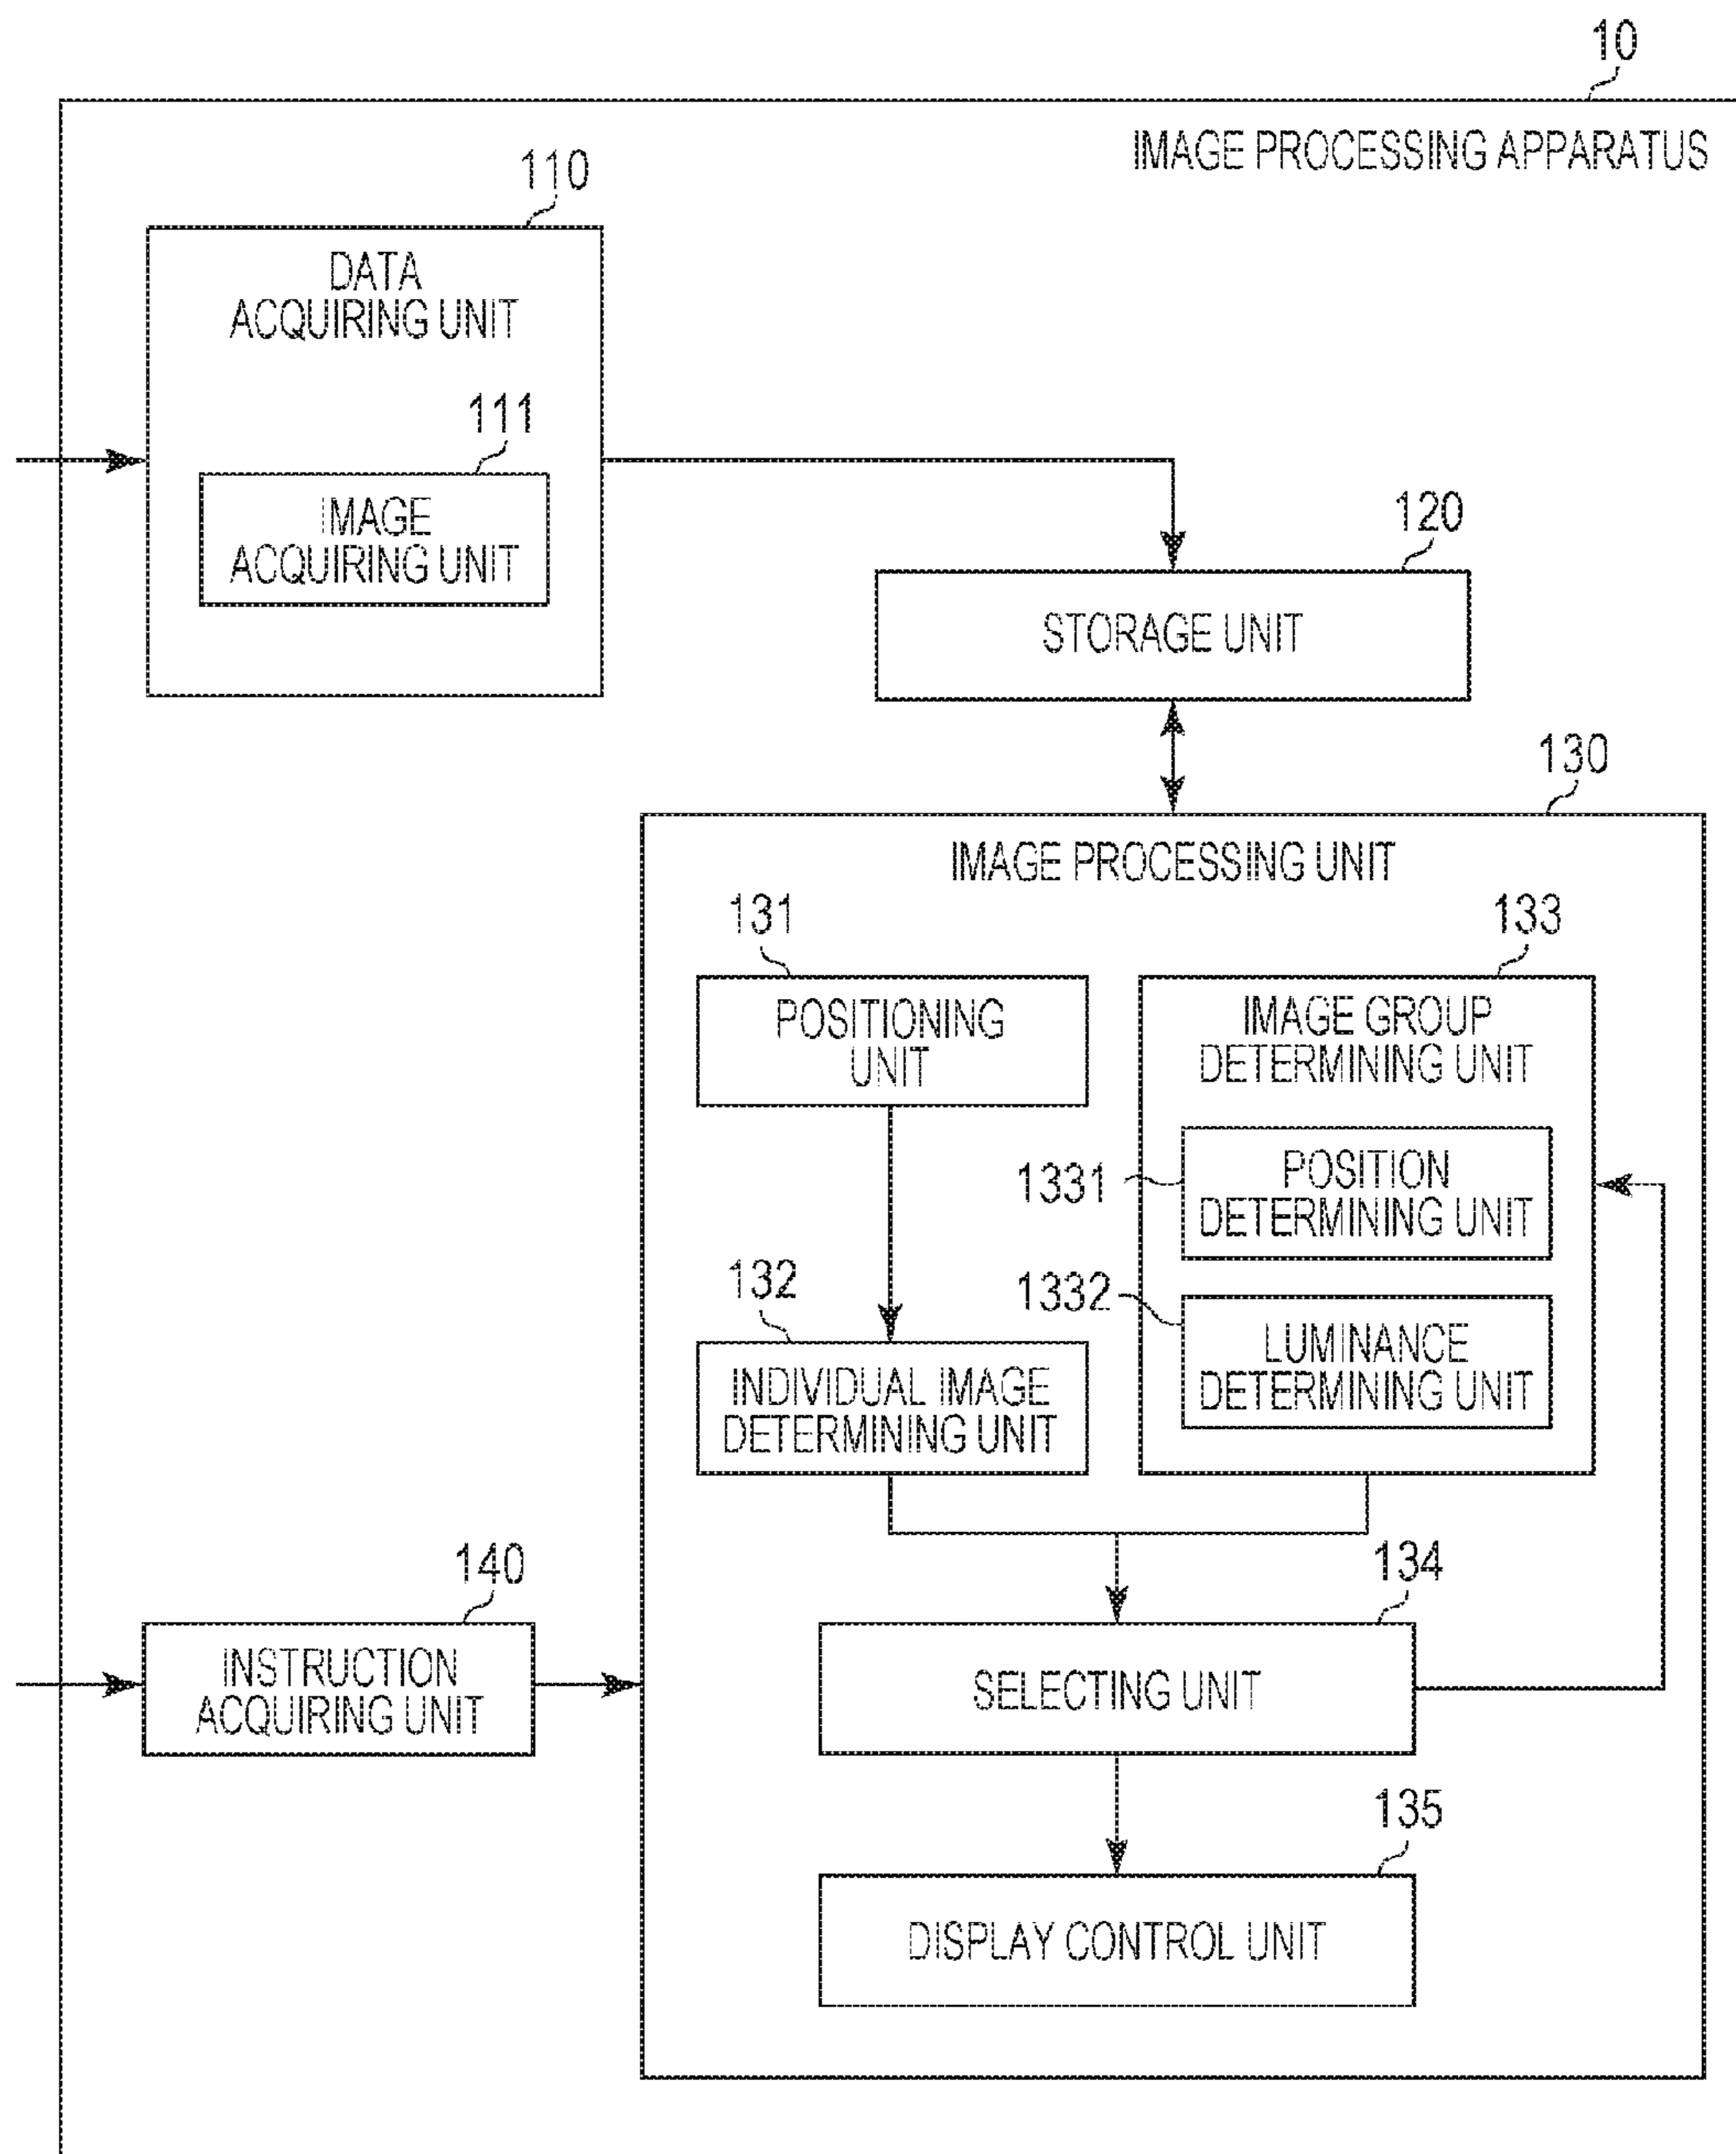 10
IMAGE PROCESSING APPARATUS
110
DATA
ACQUIRING UNIT
111
IMAGE
ACQUIRING UNIT
120
STORAGE UNIT
130
IMAGE PROCESSING UNIT
131
POSITIONING
UNIT
133
IMAGE GROUP
DETERMINING UNIT
1331
POSITION
DETERMINING UNIT
132
INDIVIDUAL IMAGE
DETERMINING UNIT
1332
LUMINANCE
DETERMINING UNIT
140
INSTRUCTION
ACQUIRING UNIT
134
SELECTING UNIT
135
DISPLAY CONTROL UNIT